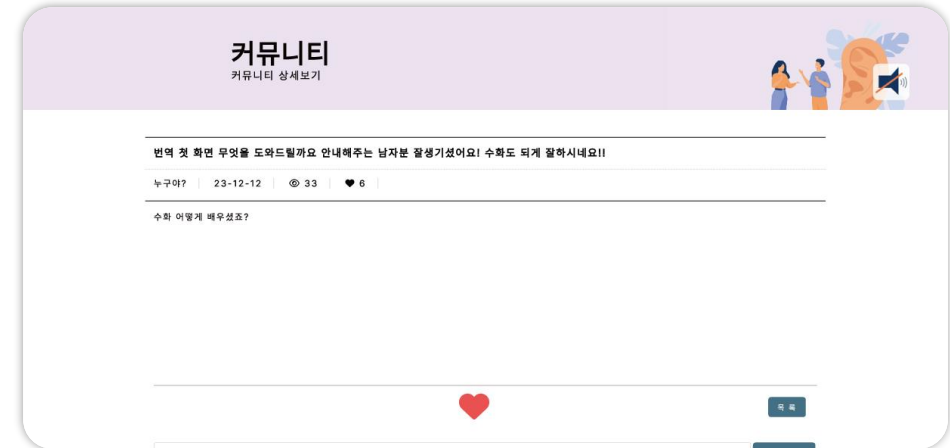 커뮤니티
커뮤니티 상세보기
번역 첫 화면 무엇을 도와드릴까요 안내해주는 남자분 잘생기셨어요! 수화도 되게 잘하시네요!!
누구야? 23-12-12 33 6
수화 어떻게 배우셨죠?
목 록